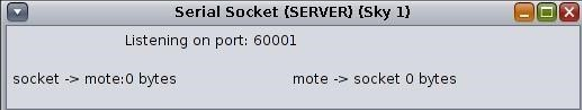 Serial Socket (SERVER) (Sky 1)
Listening on port: 60001
socket -> mote:0 bytes mote -> socket 0 bytes